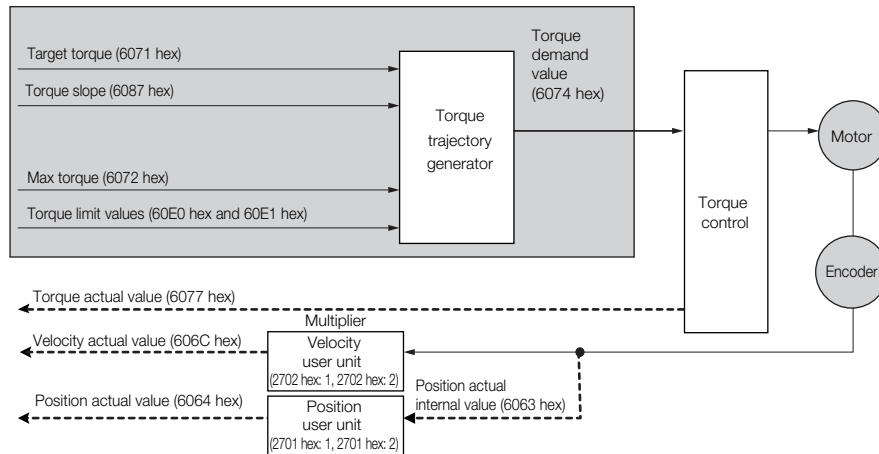 Target torque (6071 hex)
Torque slope (6087 hex)
Max torque (6072 hex)
Torque limit values (60E0 hex and 60E1 hex)
Torque
trajectory
generator
Torque
demand
value
(6074 hex)
Torque
control
Motor
Encoder
Torque actual value (6077 hex)
Multiplier
Velocity actual value (606C hex)
Velocity
user unit
(2702 hex: 1, 2702 hex: 2)
Position actual
internal value (6063 hex)
Position actual value (6064 hex)
Position
user unit
(2701 hex: 1, 2701 hex: 2)